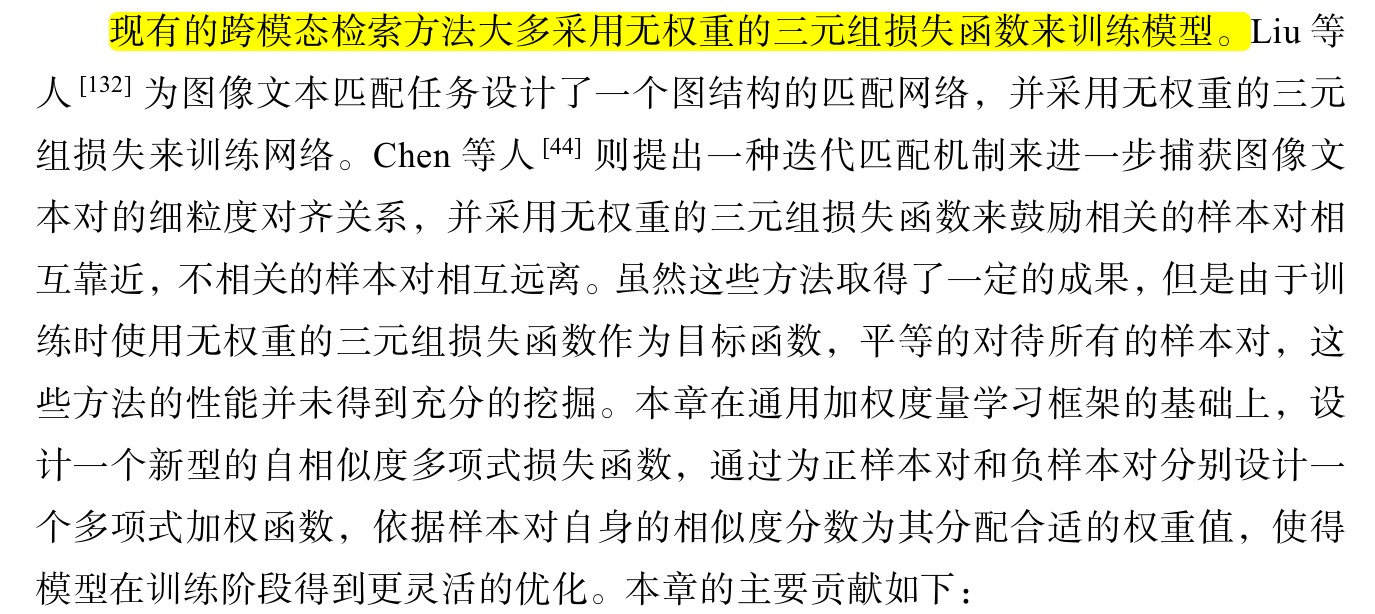 现有的跨模态检索方法大多采用无权重的三元组损失函数来训练模型。Liu 等
人[132] 为图像文本匹配任务设计了一个图结构的匹配网络，并采用无权重的三元
组损失来训练网络。Chen 等人[44] 则提出一种迭代匹配机制来进一步捕获图像文
本对的细粒度对齐关系，并采用无权重的三元组损失函数来鼓励相关的样本对相
互靠近，不相关的样本对相互远离。虽然这些方法取得了一定的成果，但是由于训
练时使用无权重的三元组损失函数作为目标函数，平等的对待所有的样本对，这
些方法的性能并未得到充分的挖掘。本章在通用加权度量学习框架的基础上，设
计一个新型的自相似度多项式损失函数，通过为正样本对和负样本对分别设计一
个多项式加权函数，依据样本对自身的相似度分数为其分配合适的权重值，使得
模型在训练阶段得到更灵活的优化。本章的主要贡献如下：